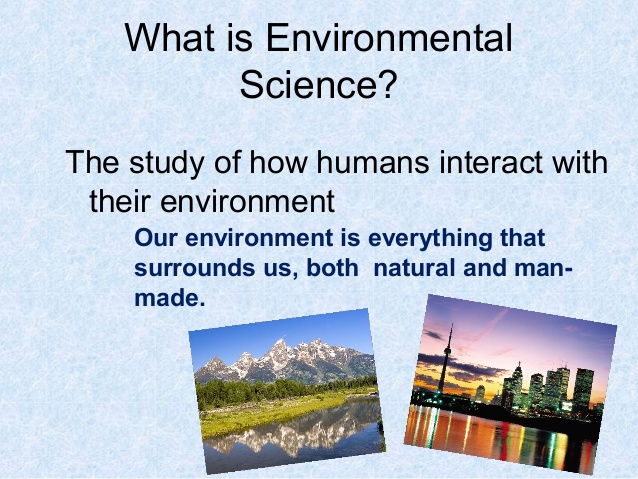 What is Environmental
Science?
The study of how humans interact with
their environment
Our environment is everything that
surrounds us, both  natural and man-
made.